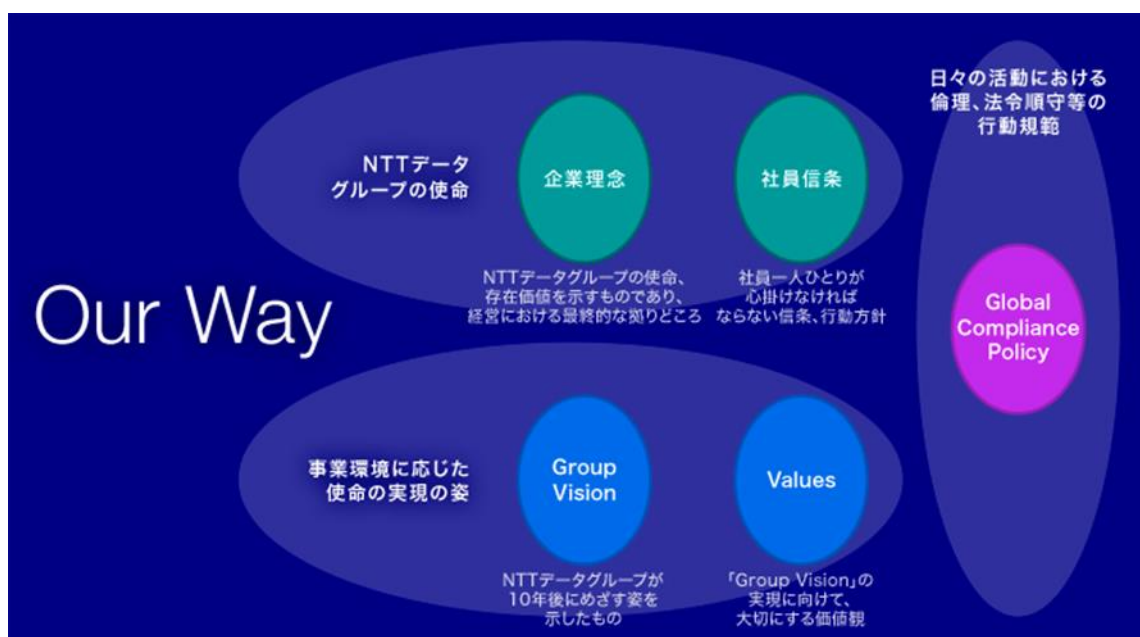 Our Way
NTTデータ
グループの使命
企業理念
NTTデータグループの使命、
存在価値を示すものであり、
経営における最終的な拠りどころ
社員信条
社員一人ひとりが
心掛けなければ
ならない信条、行動方針
事業環境に応じた
使命の実現の姿
Group
Vision
NTTデータグループが
10年後にめざす姿を
示したもの
Values
「Group Vision」の
実現に向けて、
大切にする価値観
日々の活動における
倫理、法令順守等の
行動規範
Global
Compliance
Policy